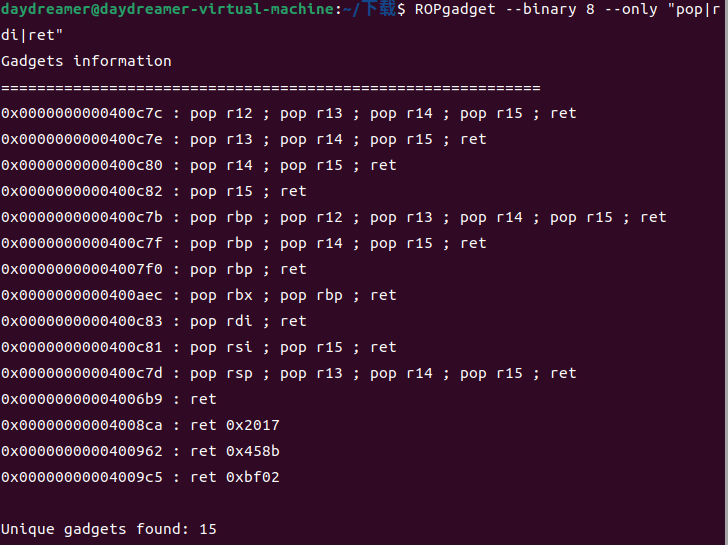 daydreamer@daydreamer-virtual-machine:~/下载$ ROPgadget --binary 8 --only "pop|r
di|ret"
Gadgets information
============================================================
0x0000000000400c7c : pop r12 ; pop r13 ; pop r14 ; pop r15 ; ret
0x0000000000400c7e : pop r13 ; pop r14 ; pop r15 ; ret
0x0000000000400c80 : pop r14 ; pop r15 ; ret
0x0000000000400c82 : pop r15 ; ret
0x0000000000400c7b : pop rbp ; pop r12 ; pop r13 ; pop r14 ; pop r15 ; ret
0x0000000000400c7f : pop rbp ; pop r14 ; pop r15 ; ret
0x00000000004007f0 : pop rbp ; ret
0x0000000000400aec : pop rbx ; pop rbp ; ret
0x0000000000400c83 : pop rdi ; ret
0x0000000000400c81 : pop rsi ; pop r15 ; ret
0x0000000000400c7d : pop rsp ; pop r13 ; pop r14 ; pop r15 ; ret
0x00000000004006b9 : ret
0x00000000004008ca : ret 0x2017
0x0000000000400962 : ret 0x458b
0x00000000004009c5 : ret 0xbf02
Unique gadgets found: 15